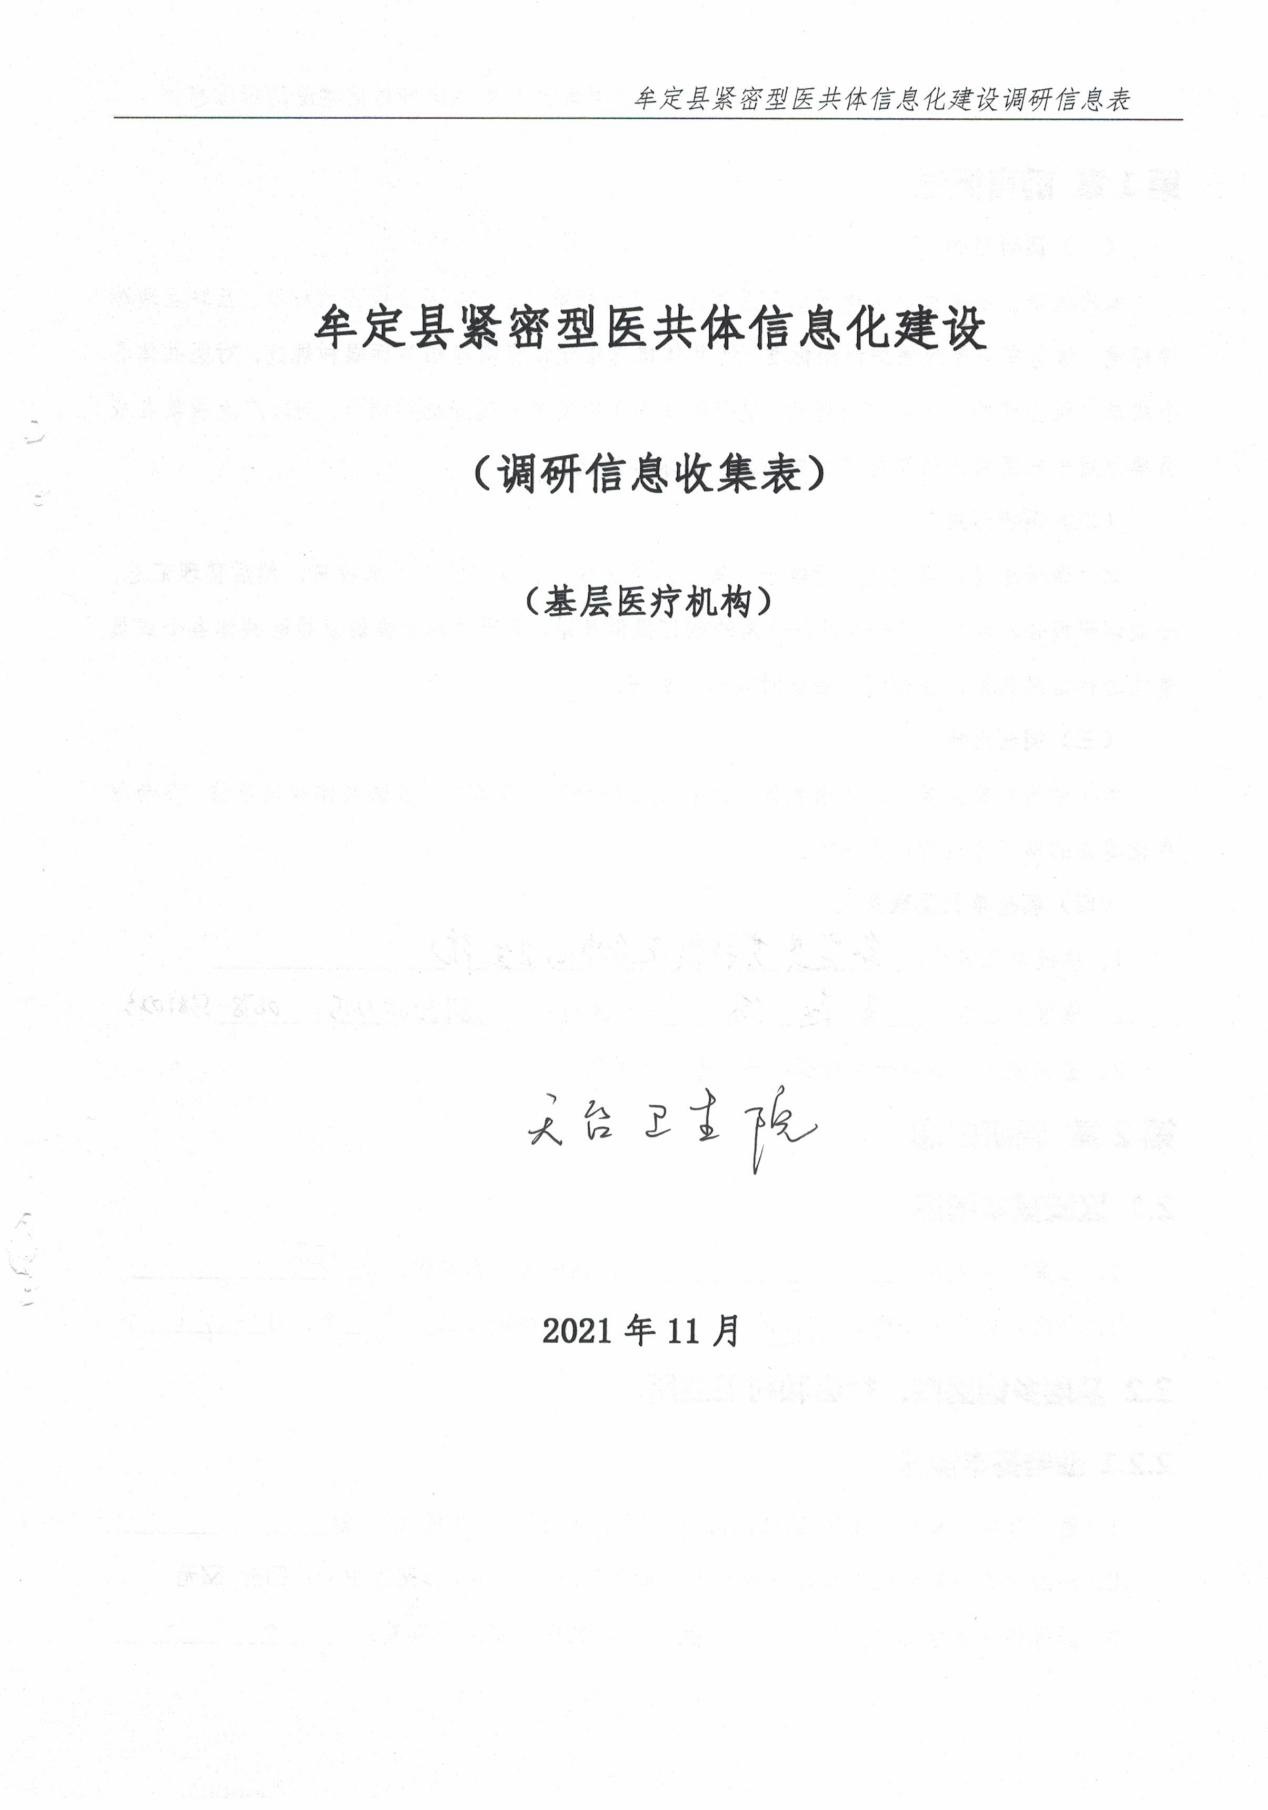 牟定县紧密型医共体信息化建设调研信息表
牟定县紧密型医共体信息化建设
（调研信息收集表）
（基层医疗机构）
天台卫生院
2021 年 11 月